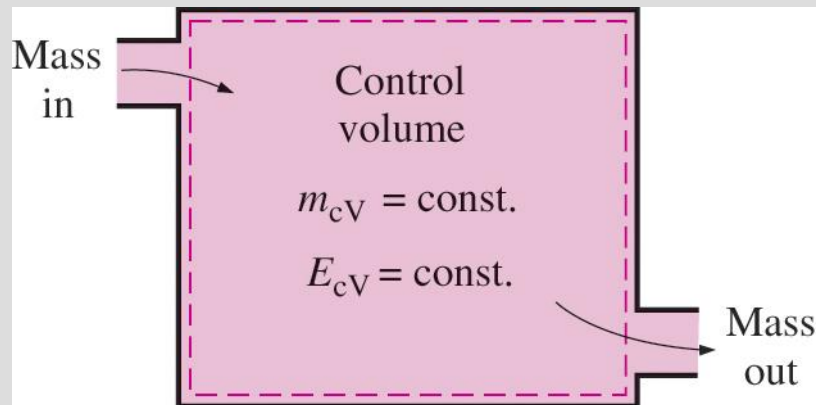 Mass
in
Control
volume
m_cV = const.
E_cV = const.
Mass
out